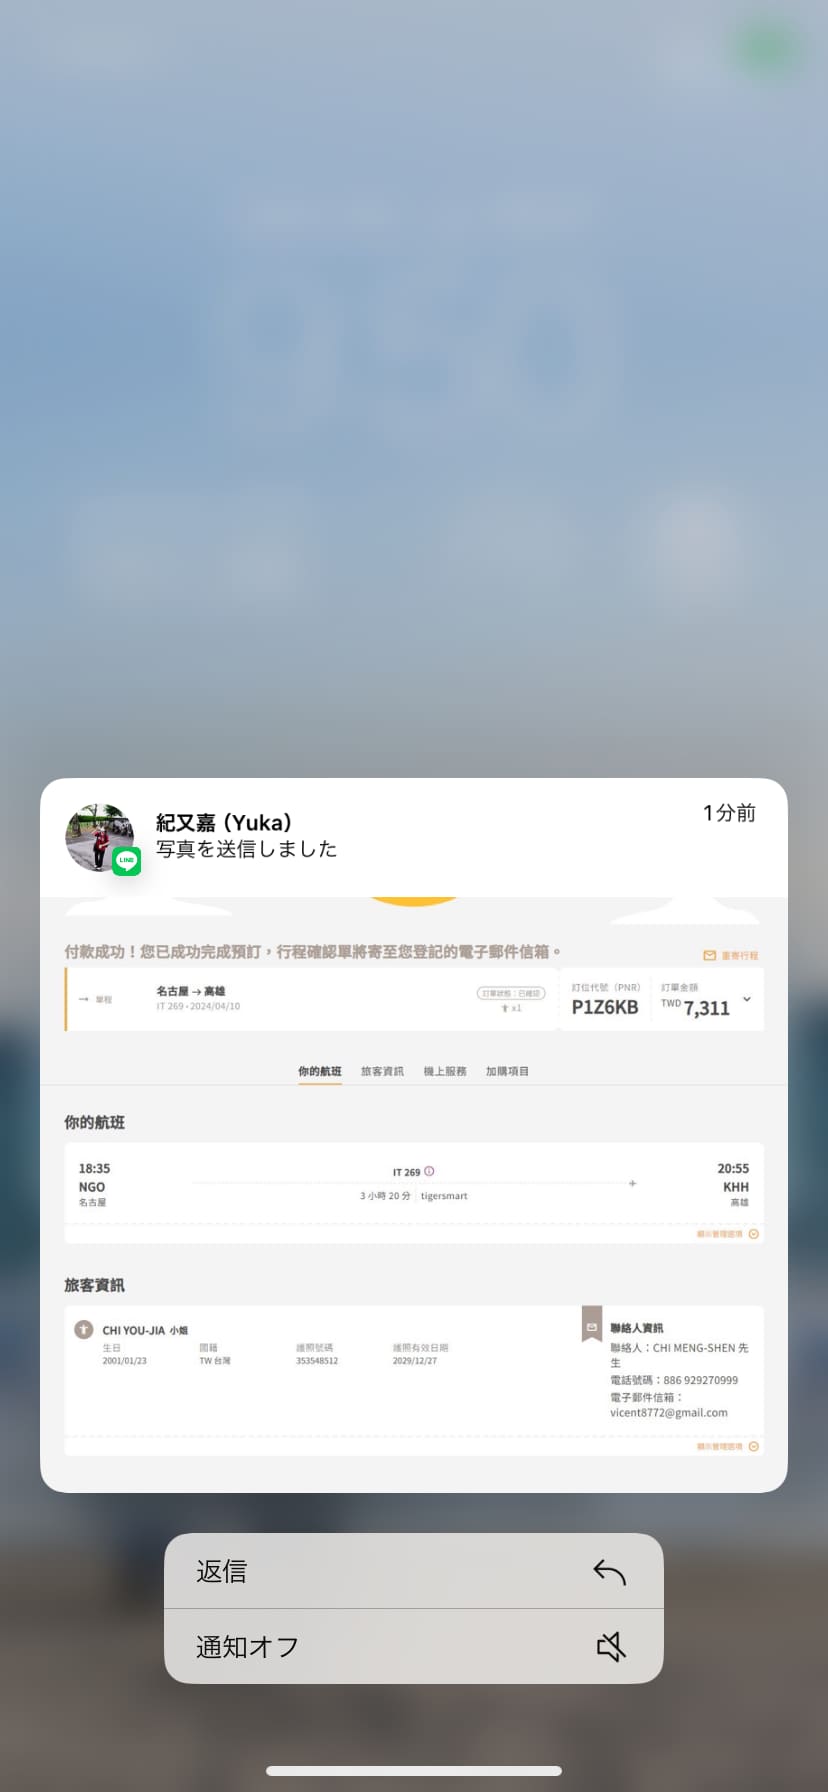 9:50
紀又嘉 (Yuka)
1分前
写真を送信しました
LINE
付款成功！您已成功完成預訂，行程確認單將寄至您登記的電子郵件信箱。
重寄行程
單程
名古屋 → 高雄
IT 269 • 2024/04/10
訂單狀態：已確認
x1
訂位代號 (PNR)
P1Z6KB
訂單金額
TWD 7,311
你的航班 旅客資訊 機上服務 加購項目
你的航班
18:35
NGO
名古屋
IT 269
3 小時 20 分 tigersmart
20:55
KHH
高雄
顯示管理選項
旅客資訊
CHI YOU-JIA 小姐
生日 國籍 護照號碼 護照有效日期
2001/01/23 TW 台灣 353548512 2029/12/27
聯絡人資訊
聯絡人：CHI MENG-SHEN 先
生
電話號碼：886 929270999
電子郵件信箱：
vicent8772@gmail.com
顯示管理選項
返信
通知オフ